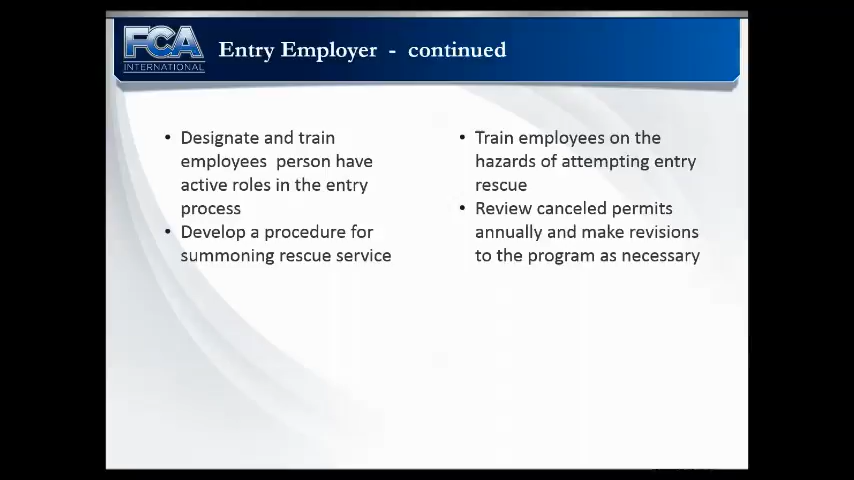 FCA
INTERNATIONAL
Entry Employer - continued
• Designate and train
employees person have
active roles in the entry
process
• Develop a procedure for
summoning rescue service
• Train employees on the
hazards of attempting entry
rescue
• Review canceled permits
annually and make revisions
to the program as necessary